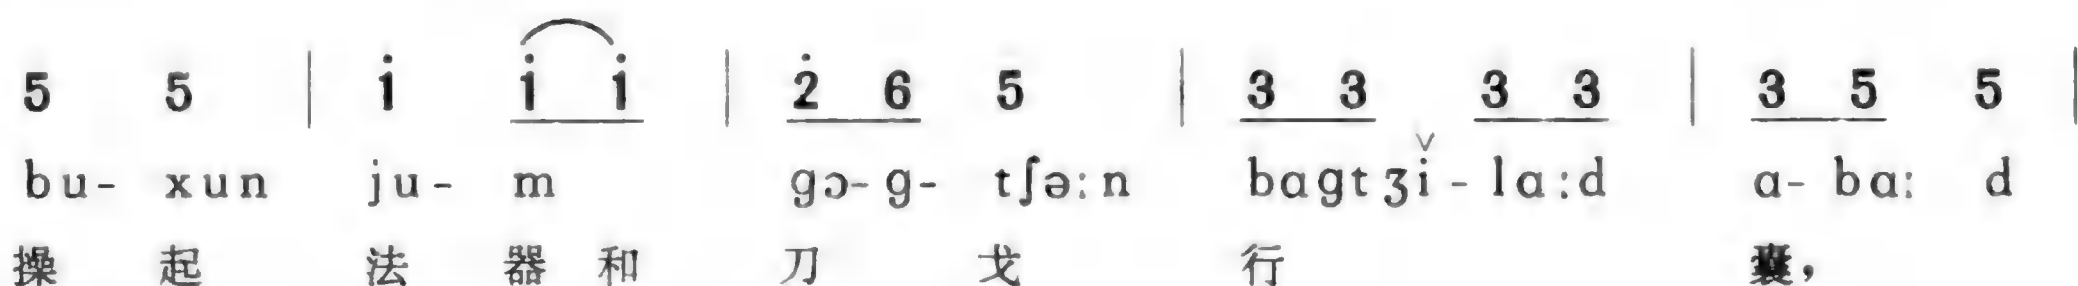 5 5 | i̇ i̇ i̇ | 2̇ 6 5 | 3 3 3 3 | 3 5 5 |
bu- xun ju- m gɔ-g- tʃə:n bagtʒǐ-la:d a-ba: d
操 起 法 器 和 刀 戈 行 囊，